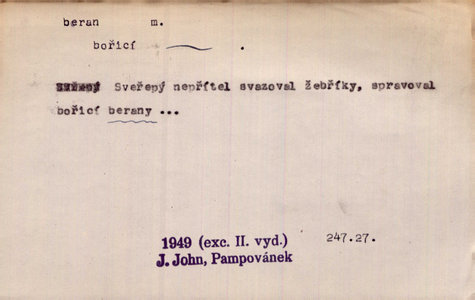 beran m.
bořicí .
Sveřepý nepřítel svazoval žebříky, spravoval
bořicí berany ...
1949 (exc. II. vyd.) 247.27.
J. John, Pampovánek